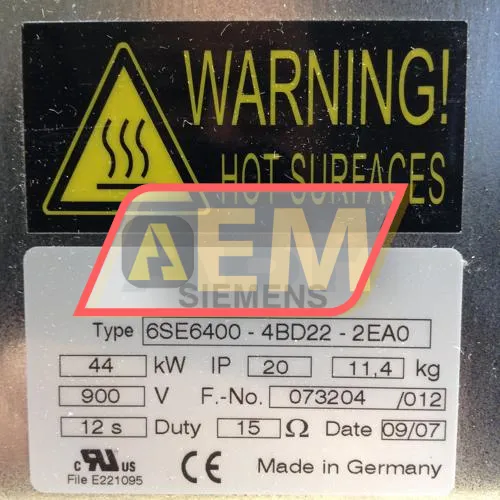 WARNING!
HOT SURFACES
AEM
SIEMENS
Type 6SE6400 - 4BD22 - 2EA0
44 kW IP 20 11,4 kg
900 V F.-No. 073204 /012
12 s Duty 15 Ω Date 09/07
c RU us CE Made in Germany
File E221095